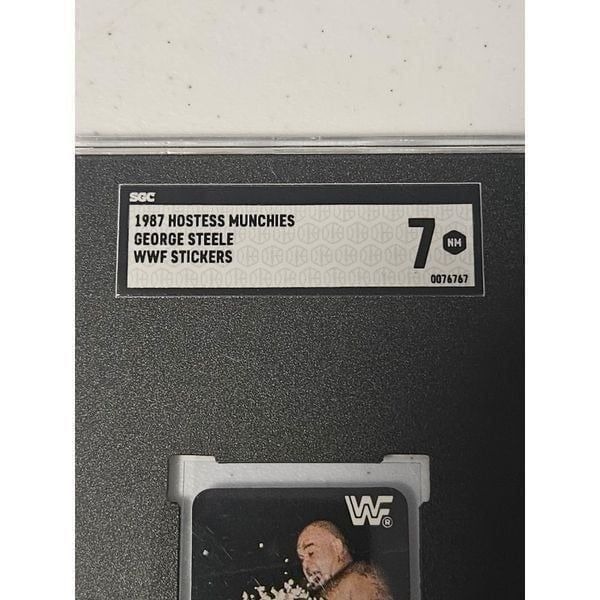 SGC
1987 HOSTESS MUNCHIES
GEORGE STEELE
WWF STICKERS
7 NM
0076767
WF®